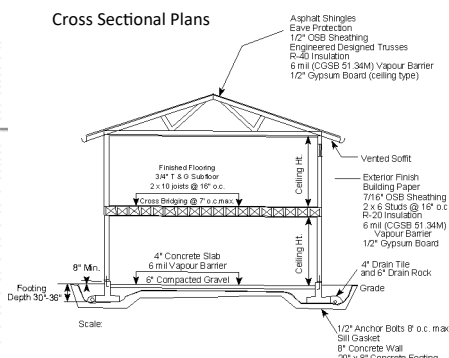 Cross Sectional Plans
Asphalt Shingles
Eave Protection
1/2" OSB Sheathing
Engineered Designed Trusses
R-40 Insulation
6 mil (CGSB 51.34M) Vapour Barrier
1/2" Gypsum Board (ceiling type)
Vented Soffit
Finished Flooring
3/4" T & G Subfloor
2 x 10 joists @ 16" o.c.
Cross Bridging @ 7' o.c.max.
Ceiling Ht.
Exterior Finish
Building Paper
7/16" OSB Sheathing
2 x 6 Studs @ 16" o.c
R-20 Insulation
6 mil (CGSB 51.34M)
Vapour Barrier
1/2" Gypsum Board
Ceiling Ht.
4" Concrete Slab
6 mil Vapour Barrier
6" Compacted Gravel
8" Min.
4" Drain Tile
and 6" Drain Rock
Footing
Depth 30"-36"
Grade
Scale:
1/2" Anchor Bolts 8' o.c. max
Sill Gasket
8" Concrete Wall
20" x 8" Concrete Footing